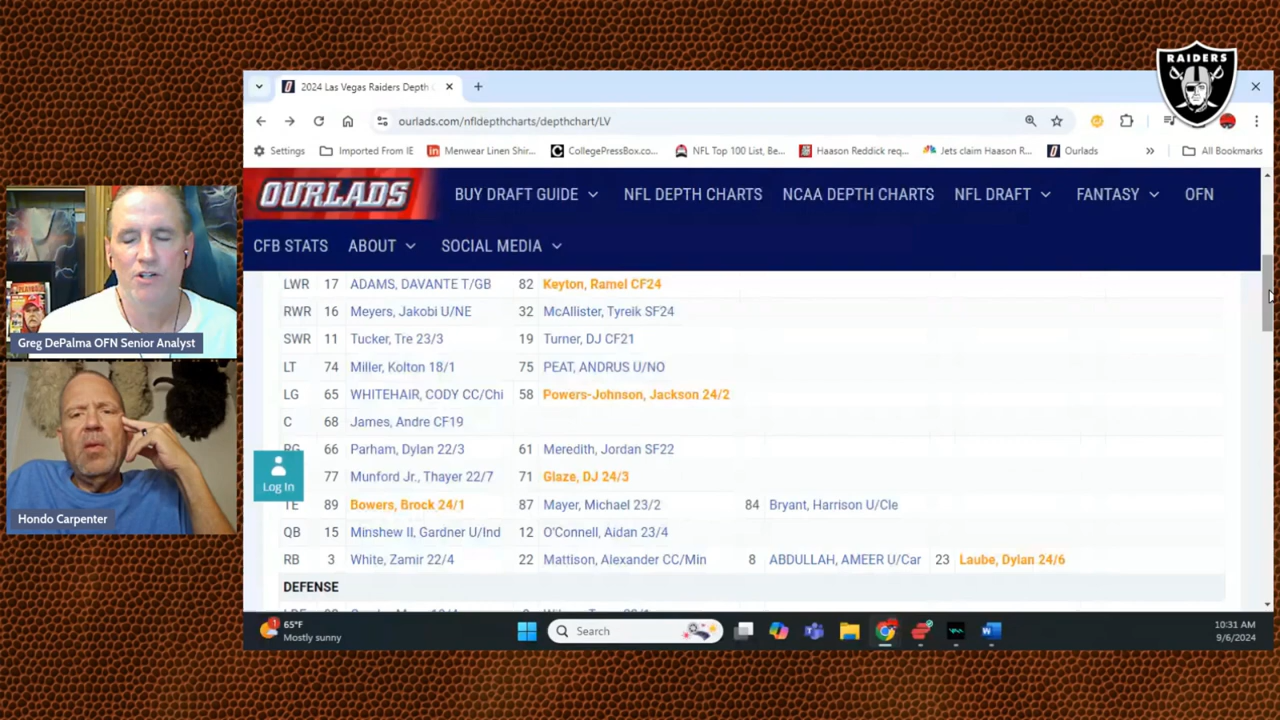 RAIDERS
2024 Las Vegas Raiders Depth
ourlads.com/nfldepthcharts/depthchart/LV
Settings Imported From IE Menwear Linen Shir... CollegePressBox.co... NFL Top 100 List, Be... Haason Reddick req... Jets claim Haason R... Ourlads All Bookmarks
OURLADS BUY DRAFT GUIDE NFL DEPTH CHARTS NCAA DEPTH CHARTS NFL DRAFT FANTASY OFN
CFB STATS ABOUT SOCIAL MEDIA
LWR 17 ADAMS, DAVANTE T/GB 82 Keyton, Ramel CF24
RWR 16 Meyers, Jakobi U/NE 32 McAllister, Tyreik SF24
SWR 11 Tucker, Tre 23/3 19 Turner, DJ CF21
LT 74 Miller, Kolton 18/1 75 PEAT, ANDRUS U/NO
LG 65 WHITEHAIR, CODY CC/Chi 58 Powers-Johnson, Jackson 24/2
C 68 James, Andre CF19
RG 66 Parham, Dylan 22/3 61 Meredith, Jordan SF22
77 Munford Jr., Thayer 22/7 71 Glaze, DJ 24/3
TE 89 Bowers, Brock 24/1 87 Mayer, Michael 23/2 84 Bryant, Harrison U/Cle
QB 15 Minshew II, Gardner U/Ind 12 O'Connell, Aidan 23/4
RB 3 White, Zamir 22/4 22 Mattison, Alexander CC/Min 8 ABDULLAH, AMEER U/Car 23 Laube, Dylan 24/6
DEFENSE
Log In
Greg DePalma OFN Senior Analyst
Hondo Carpenter
1
65°F
Mostly sunny
Search
10:31 AM
9/6/2024